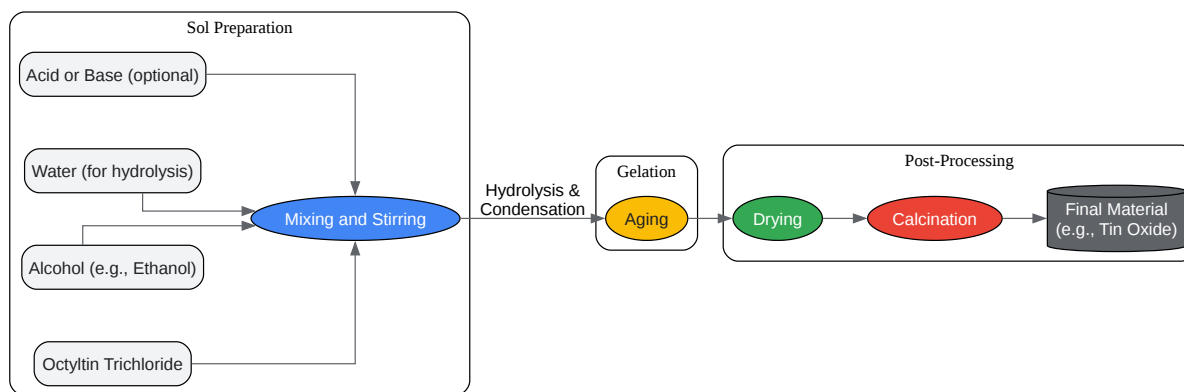 Sol Preparation
Acid or Base (optional)
Water (for hydrolysis)
Mixing and Stirring
Alcohol (e.g., Ethanol)
Octyltin Trichloride
Hydrolysis &
Condensation
Gelation
Aging
Post-Processing
Drying
Calcination
Final Material
(e.g., Tin Oxide)